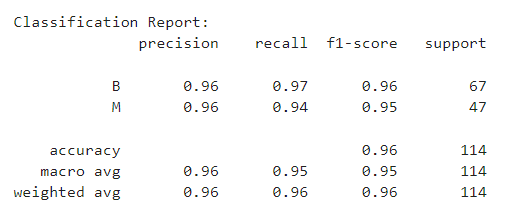 Classification Report:
precision recall f1-score support
B 0.96 0.97 0.96 67
M 0.96 0.94 0.95 47
accuracy 0.96 114
macro avg 0.96 0.95 0.95 114
weighted avg 0.96 0.96 0.96 114